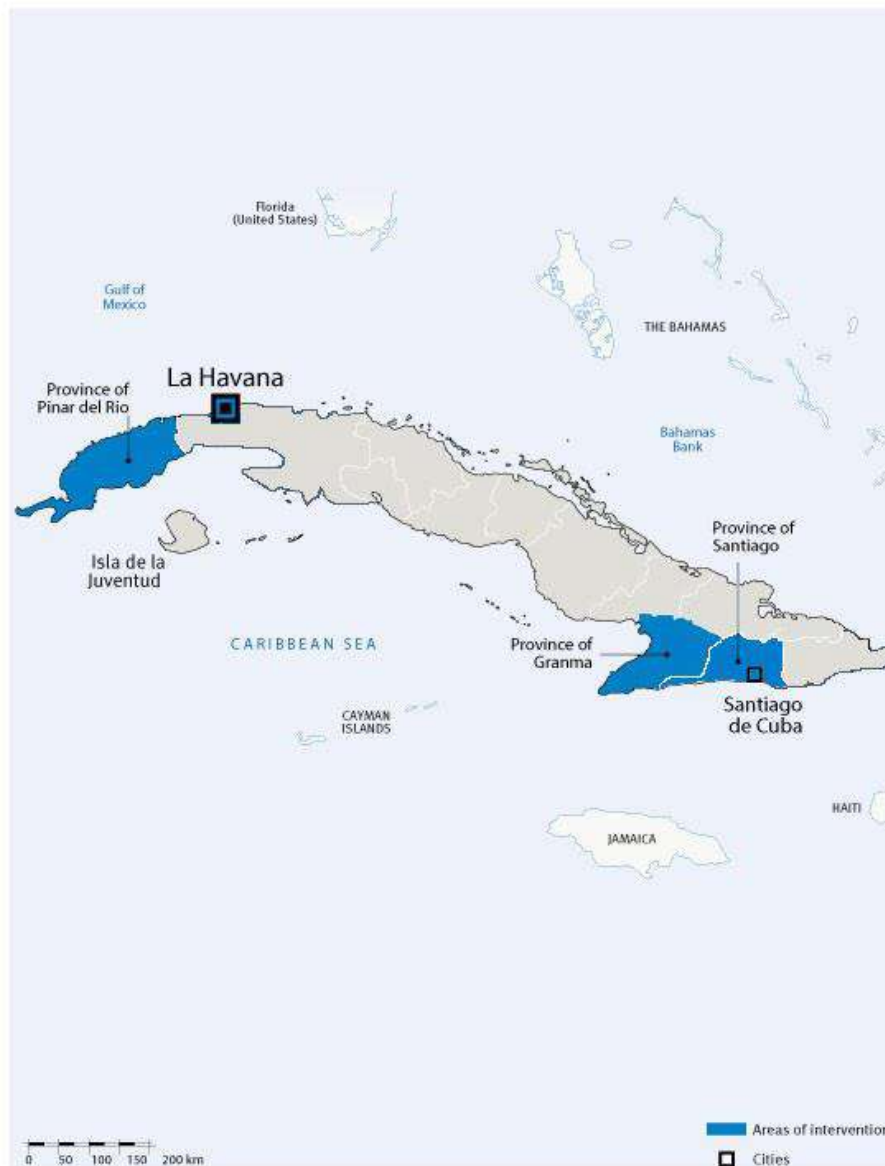 Florida
(United States)
Gulf of
Mexico
THE BAHAMAS
La Havana
Province of
Pinar del Rio
Bahamas
Bank
Province of
Santiago
Isla de la
Juventud
CARIBBEAN SEA
Province of
Granma
Santiago
de Cuba
CAYMAN
ISLANDS
HAITI
JAMAICA
Areas of intervention
0 50 100 150 200 km
Cities